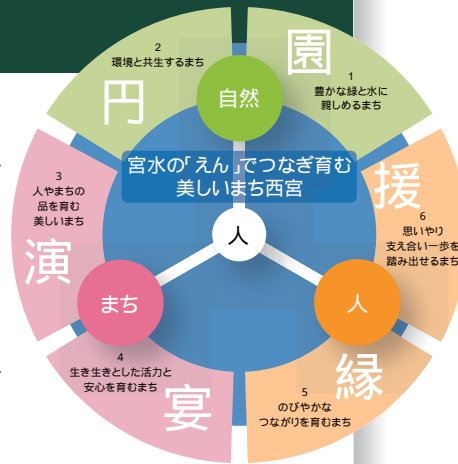 園
1
豊かな緑と水に
親しめるまち
2
環境と共生するまち
円
自然
宮水の「えん」でつなぎ育む
美しいまち西宮
人
3
人やまちの
品を育む
美しいまち
演
まち
4
生き生きとした活力と
安心を育むまち
宴
援
6
思いやり
支え合い一歩を
踏み出せるまち
人
縁
5
のびやかな
つながりを育むまち